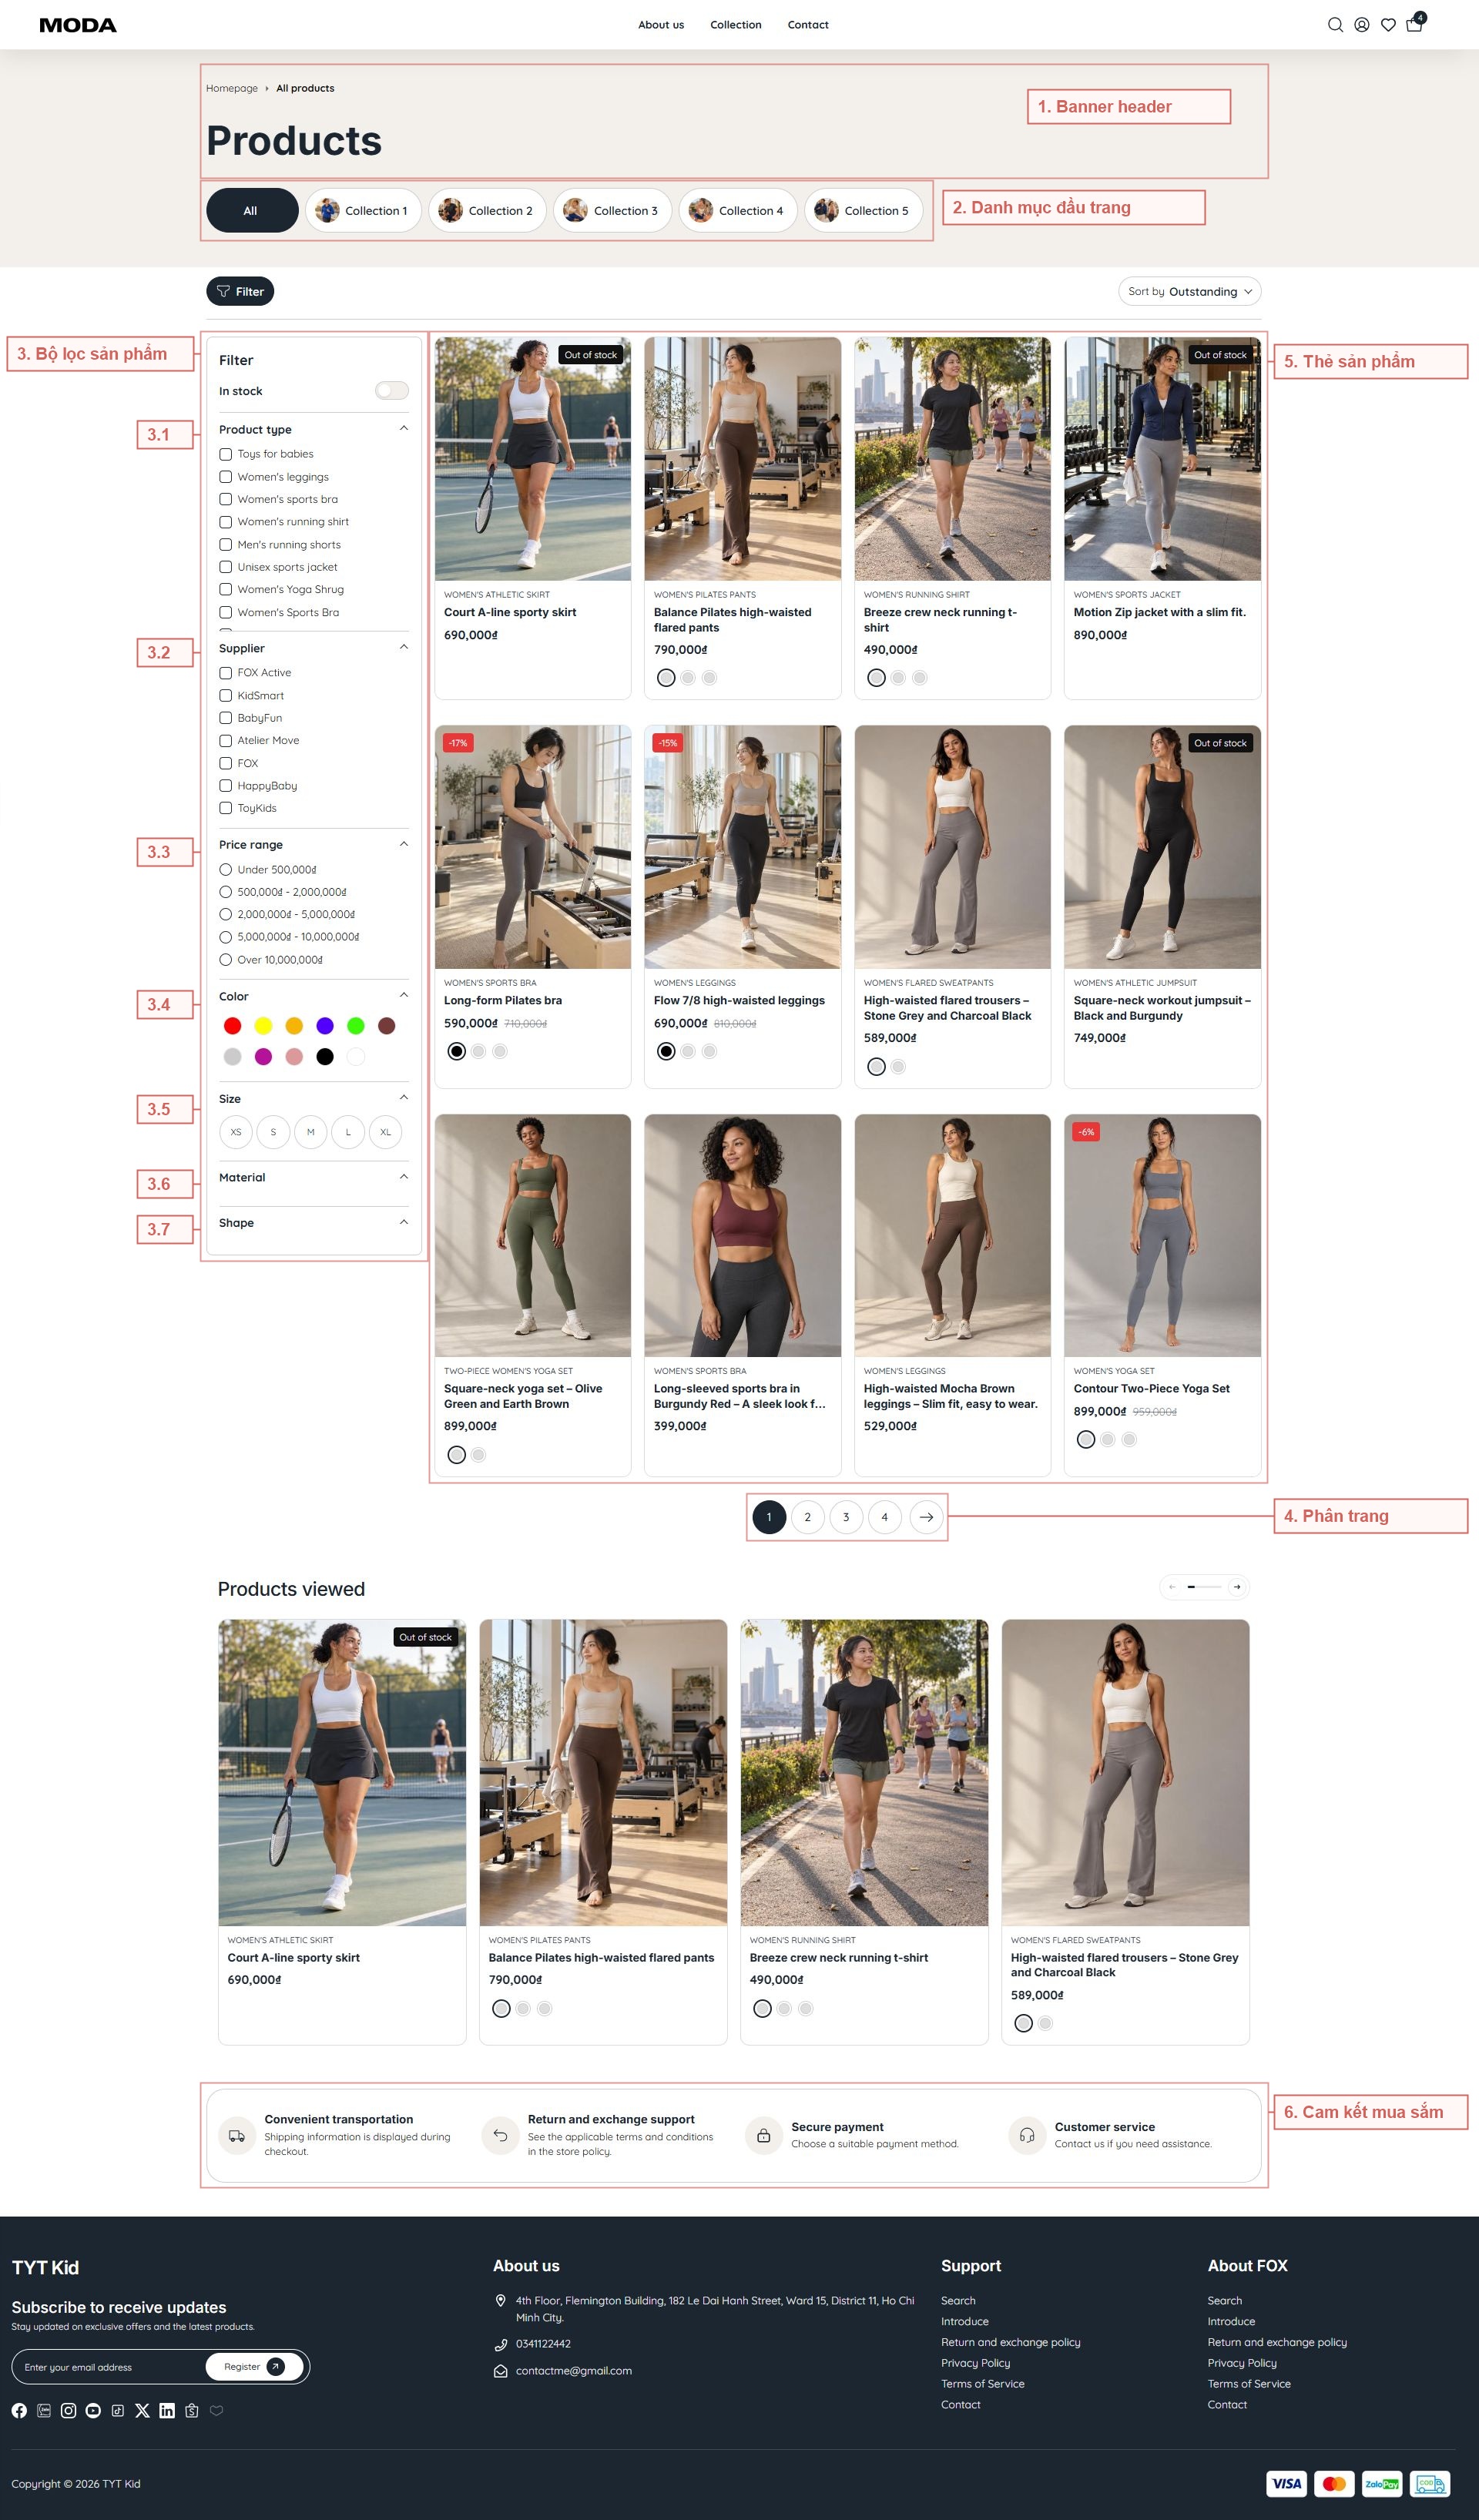 MODA
About us
Collection
Contact
4
Homepage
All products
1. Banner header
Products
All
Collection 1
Collection 2
Collection 3
Collection 4
Collection 5
2. Danh mục đầu trang
Filter
Sort by Outstanding
3. Bộ lọc sản phẩm
5. Thẻ sản phẩm
Filter
In stock
3.1
Product type
Toys for babies
Women's leggings
Women's sports bra
Women's running shirt
Men's running shorts
Unisex sports jacket
Women's Yoga Shrug
Women's Sports Bra
3.2
Supplier
FOX Active
KidSmart
BabyFun
Atelier Move
FOX
HappyBaby
ToyKids
3.3
Price range
Under 500,000₫
500,000₫ - 2,000,000₫
2,000,000₫ - 5,000,000₫
5,000,000₫ - 10,000,000₫
Over 10,000,000₫
3.4
Color
3.5
Size
XS
S
M
L
XL
3.6
Material
3.7
Shape
Out of stock
WOMEN'S ATHLETIC SKIRT
Court A-line sporty skirt
690,000₫
WOMEN'S PILATES PANTS
Balance Pilates high-waisted
flared pants
790,000₫
WOMEN'S RUNNING SHIRT
Breeze crew neck running t-
shirt
490,000₫
Out of stock
WOMEN'S SPORTS JACKET
Motion Zip jacket with a slim fit.
890,000₫
-17%
WOMEN'S SPORTS BRA
Long-form Pilates bra
590,000₫ 710,000₫
-15%
WOMEN'S LEGGINGS
Flow 7/8 high-waisted leggings
690,000₫ 810,000₫
WOMEN'S FLARED SWEATPANTS
High-waisted flared trousers –
Stone Grey and Charcoal Black
589,000₫
Out of stock
WOMEN'S ATHLETIC JUMPSUIT
Square-neck workout jumpsuit –
Black and Burgundy
749,000₫
TWO-PIECE WOMEN'S YOGA SET
Square-neck yoga set – Olive
Green and Earth Brown
899,000₫
WOMEN'S SPORTS BRA
Long-sleeved sports bra in
Burgundy Red – A sleek look f...
399,000₫
WOMEN'S LEGGINGS
High-waisted Mocha Brown
leggings – Slim fit, easy to wear.
529,000₫
-6%
WOMEN'S YOGA SET
Contour Two-Piece Yoga Set
899,000₫ 959,000₫
1
2
3
4
4. Phân trang
Products viewed
Out of stock
WOMEN'S ATHLETIC SKIRT
Court A-line sporty skirt
690,000₫
WOMEN'S PILATES PANTS
Balance Pilates high-waisted flared pants
790,000₫
WOMEN'S RUNNING SHIRT
Breeze crew neck running t-shirt
490,000₫
WOMEN'S FLARED SWEATPANTS
High-waisted flared trousers – Stone Grey
and Charcoal Black
589,000₫
6. Cam kết mua sắm
Convenient transportation
Shipping information is displayed during
checkout.
Return and exchange support
See the applicable terms and conditions
in the store policy.
Secure payment
Choose a suitable payment method.
Customer service
Contact us if you need assistance.
TYT Kid
Subscribe to receive updates
Stay updated on exclusive offers and the latest products.
Enter your email address
Register
About us
4th Floor, Flemington Building, 182 Le Dai Hanh Street, Ward 15, District 11, Ho Chi
Minh City.
0341122442
contactme@gmail.com
Support
Search
Introduce
Return and exchange policy
Privacy Policy
Terms of Service
Contact
About FOX
Search
Introduce
Return and exchange policy
Privacy Policy
Terms of Service
Contact
Copyright © 2026 TYT Kid
VISA
ZaloPay
COD